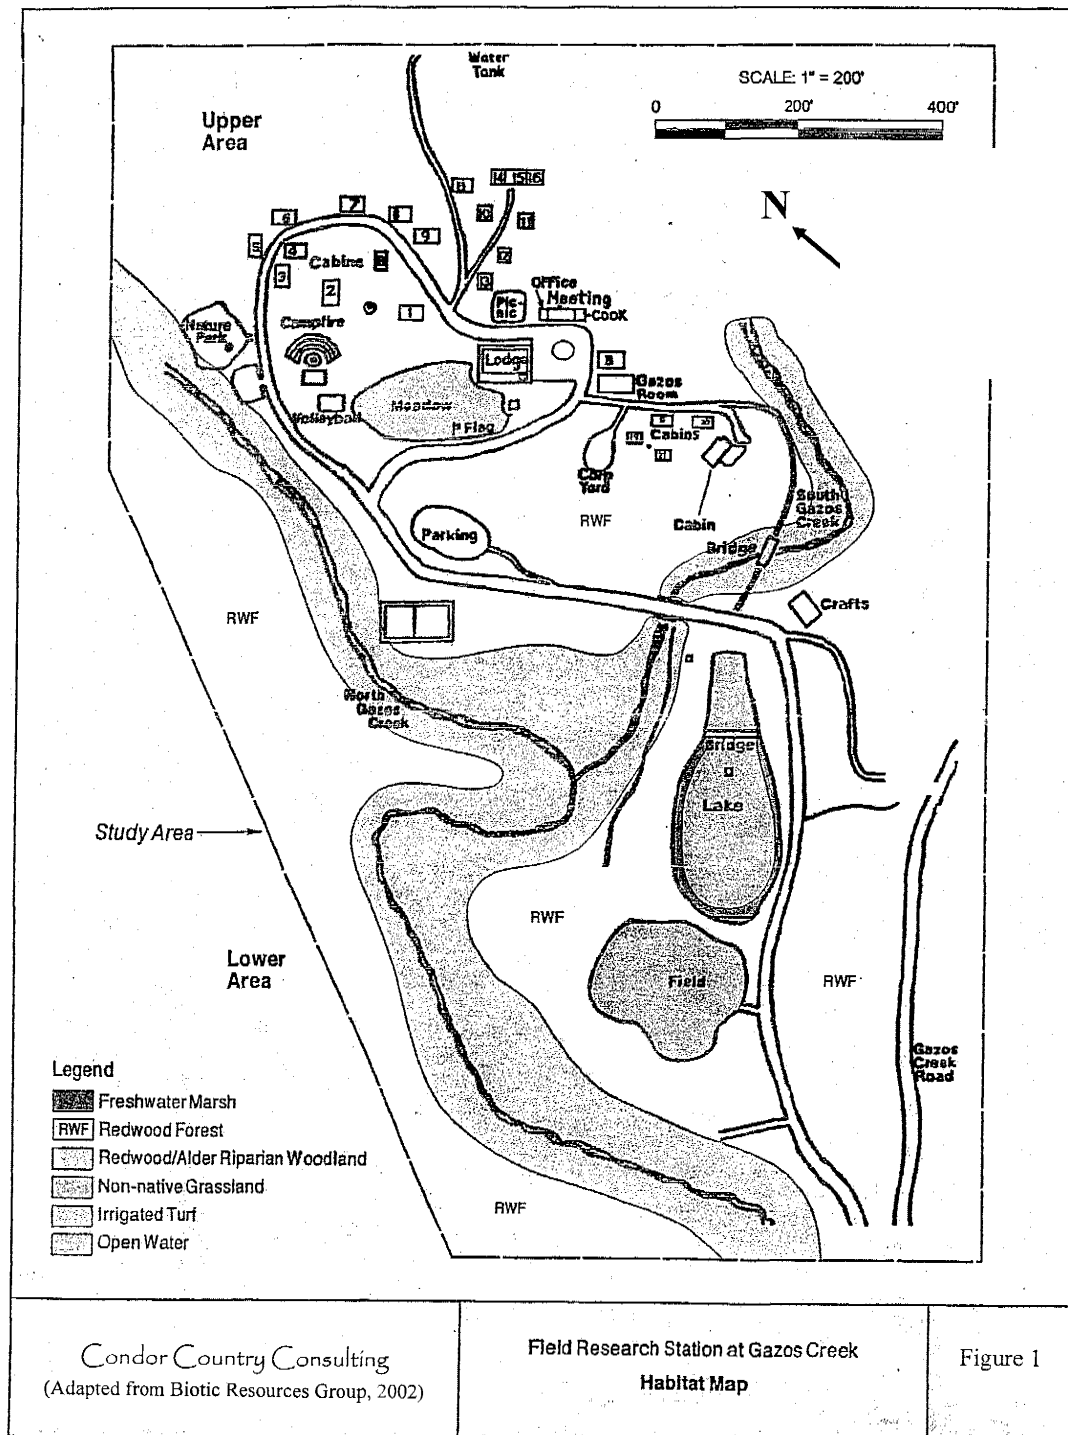 Water
Tank
SCALE: 1" = 200'
0 200' 400'
Upper
Area
N
14 15 16
7
6
8
5
4
9
10
11
3
Cabins
12
2
13
1
Office
Meeting
Cook
Pic-
nic
Nature
Park
Campfire
Lodge
B
Gazos
Room
Meadow
Volleyball
Flag
Cabins
Corp
Yard
RWF
Cabin
South
Gazos
Creek
Parking
Bridge
Crafts
RWF
North
Gazos
Creek
Bridge
Lake
Study Area
RWF
Lower
Area
Field
RWF
Gazos
Creek
Road
Legend
Freshwater Marsh
RWF Redwood Forest
Redwood/Alder Riparian Woodland
Non-native Grassland
Irrigated Turf
Open Water
RWF
Condor Country Consulting
(Adapted from Biotic Resources Group, 2002)
Field Research Station at Gazos Creek
Habitat Map
Figure 1